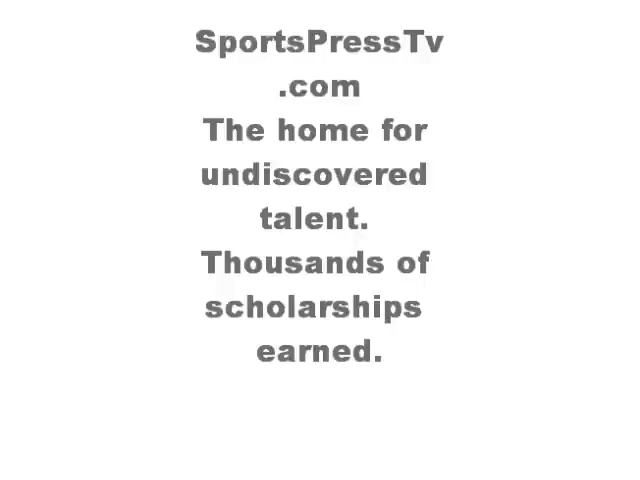 SportsPressTv
.com
The home for
undiscovered
talent.
Thousands of
scholarships
earned.